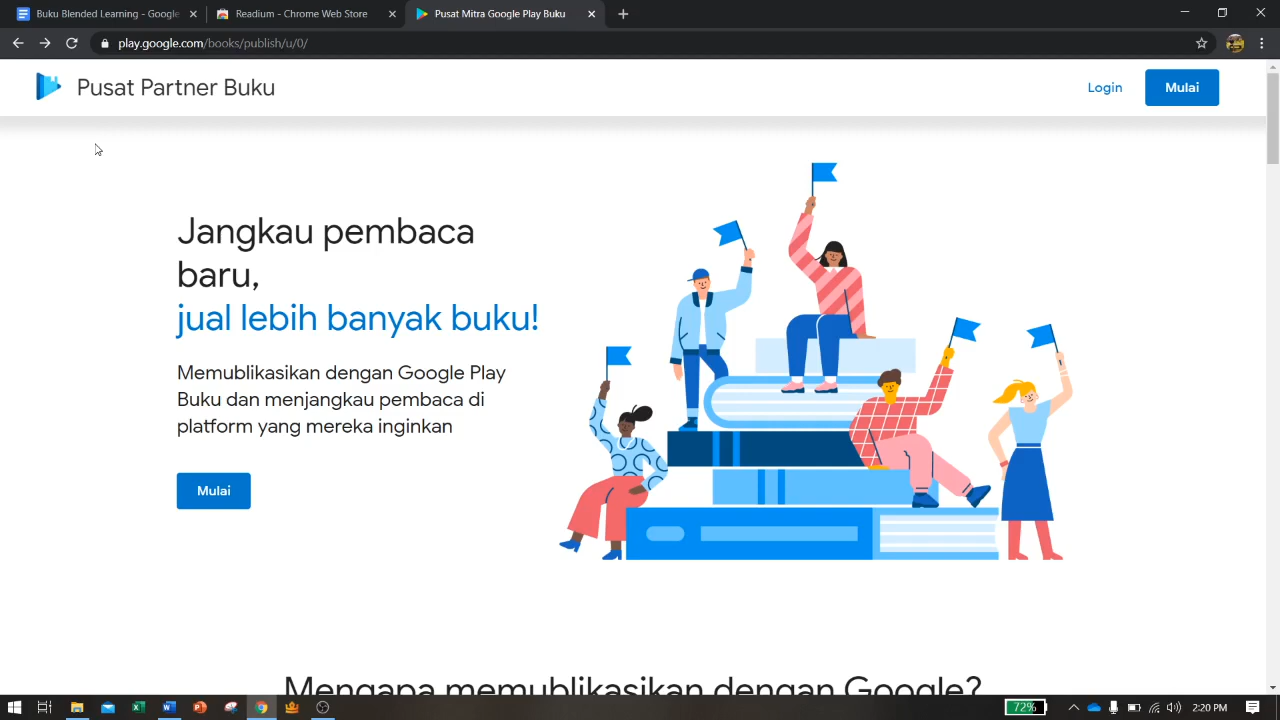 Buku Blended Learning - Google
Readium - Chrome Web Store
Pusat Mitra Google Play Buku
play.google.com/books/publish/u/0/
Pusat Partner Buku
Login
Mulai
Jangkau pembaca
baru,
jual lebih banyak buku!
Memublikasikan dengan Google Play
Buku dan menjangkau pembaca di
platform yang mereka inginkan
Mulai
Mengapa memublikasikan dengan Google?
72%
2:20 PM